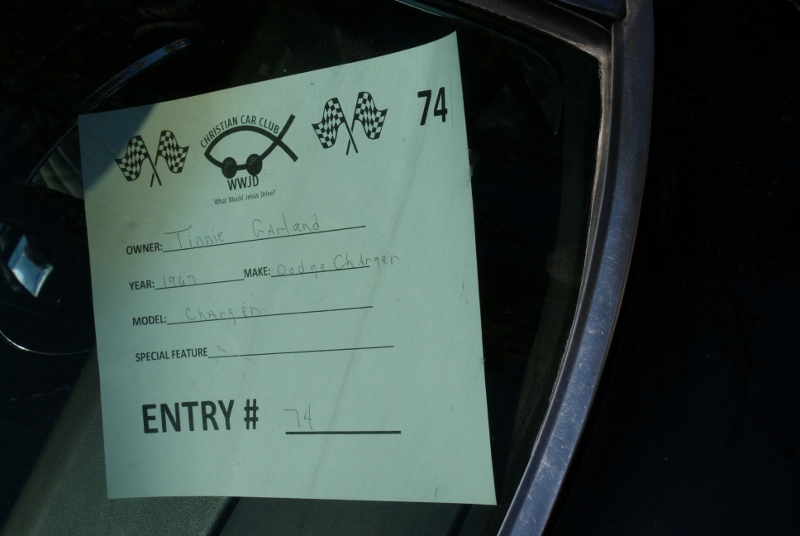 74
CHRISTIAN CAR CLUB
WWJD
What Would Jesus Drive?
OWNER: Tinnie Garland
YEAR: 1967 MAKE: Dodge Charger
MODEL: Charger
SPECIAL FEATURE
ENTRY # 74